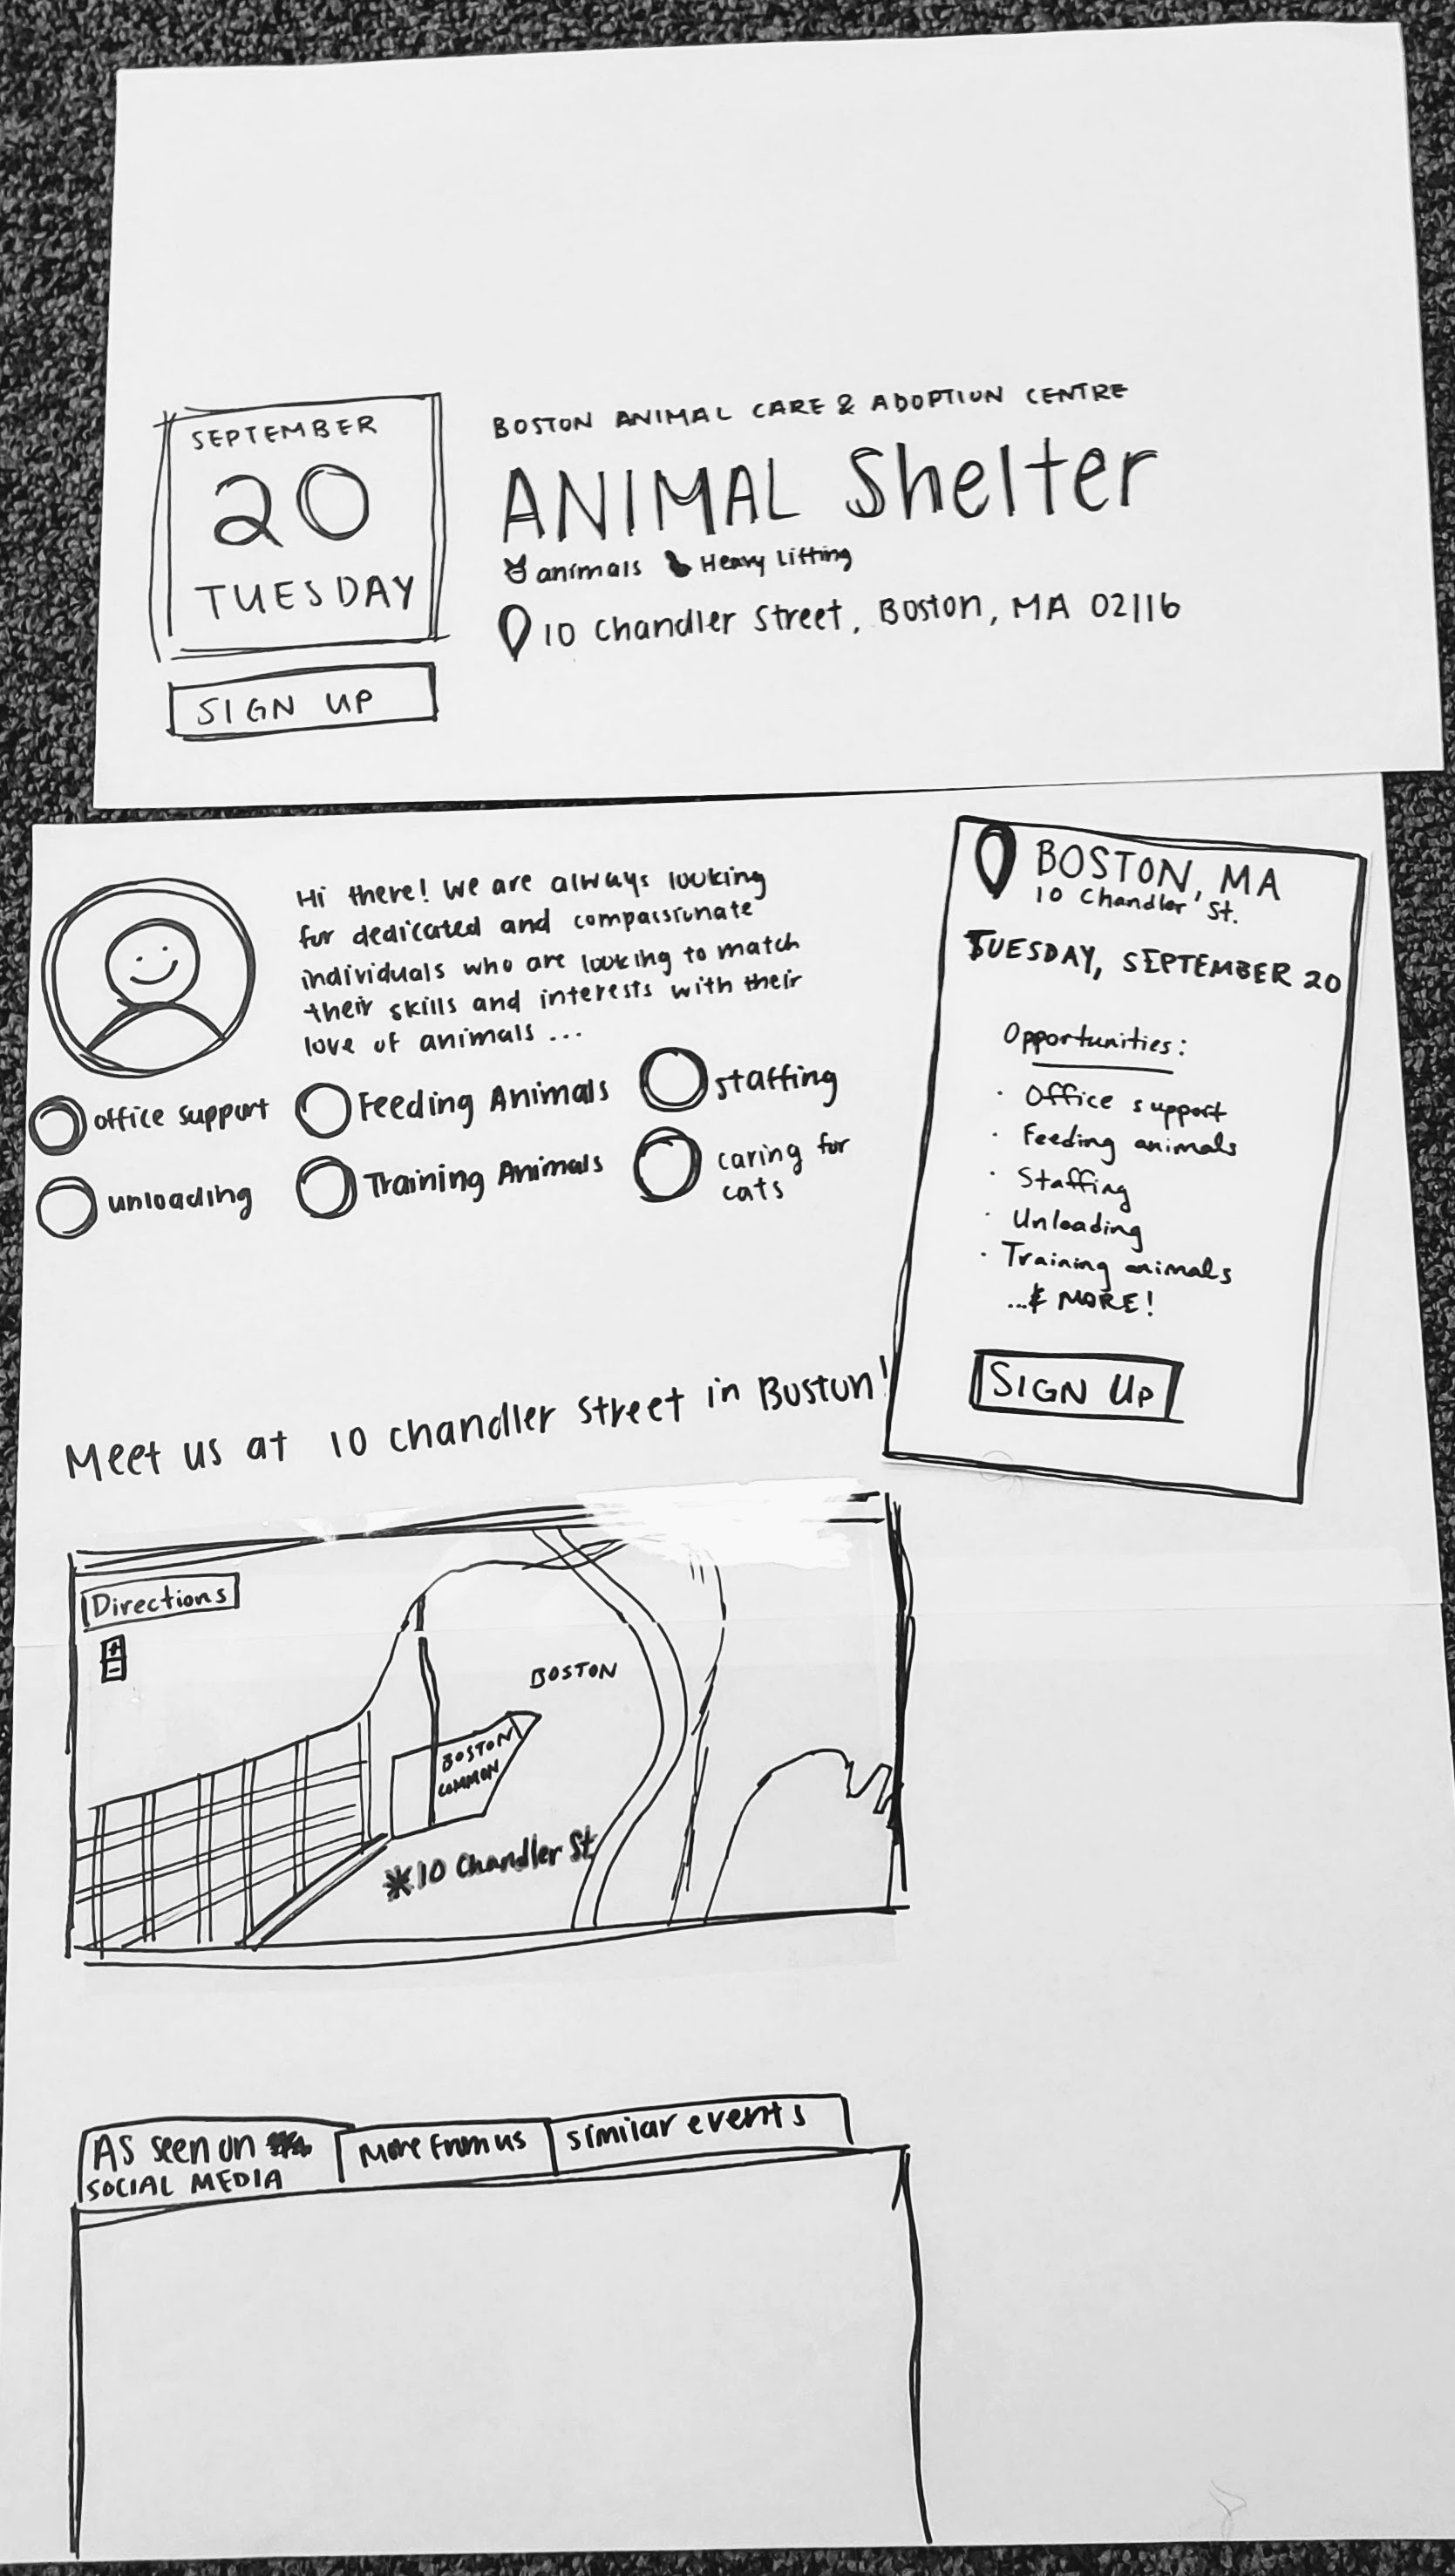 SEPTEMBER
20
TUESDAY
SIGN UP
BOSTON ANIMAL CARE & ADOPTION CENTRE
ANIMAL Shelter
animals Heavy Lifting
10 Chandler Street, Boston, MA 02116
Hi there! We are always looking
for dedicated and compassionate
individuals who are looking to match
their skills and interests with their
love of animals ...
office support Feeding Animals staffing
unloading Training Animals caring for
cats
BOSTON, MA
10 Chandler St.
TUESDAY, SEPTEMBER 20
Opportunities:
· Office support
· Feeding animals
· Staffing
· Unloading
· Training animals
...& MORE!
SIGN UP
Meet us at 10 chandler street in Boston!
Directions
+
-
BOSTON
BOSTON
COMMON
*10 Chandler St
AS seen on
SOCIAL MEDIA
More from us
similar events